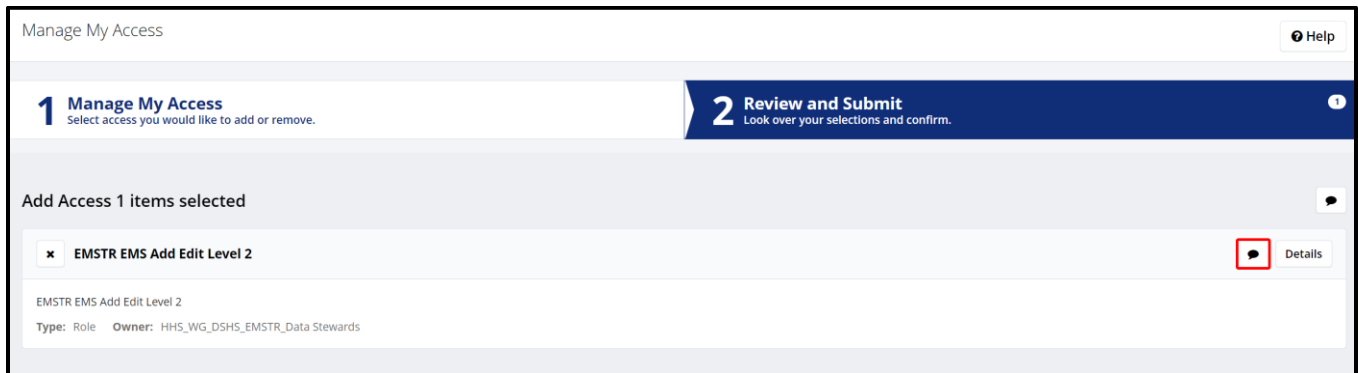 Manage My Access
Help
1 Manage My Access
Select access you would like to add or remove.
2 Review and Submit
Look over your selections and confirm.
1
Add Access 1 items selected
EMSTR EMS Add Edit Level 2
Details
EMSTR EMS Add Edit Level 2
Type: Role Owner: HHS_WG_DSHS_EMSTR_Data Stewards